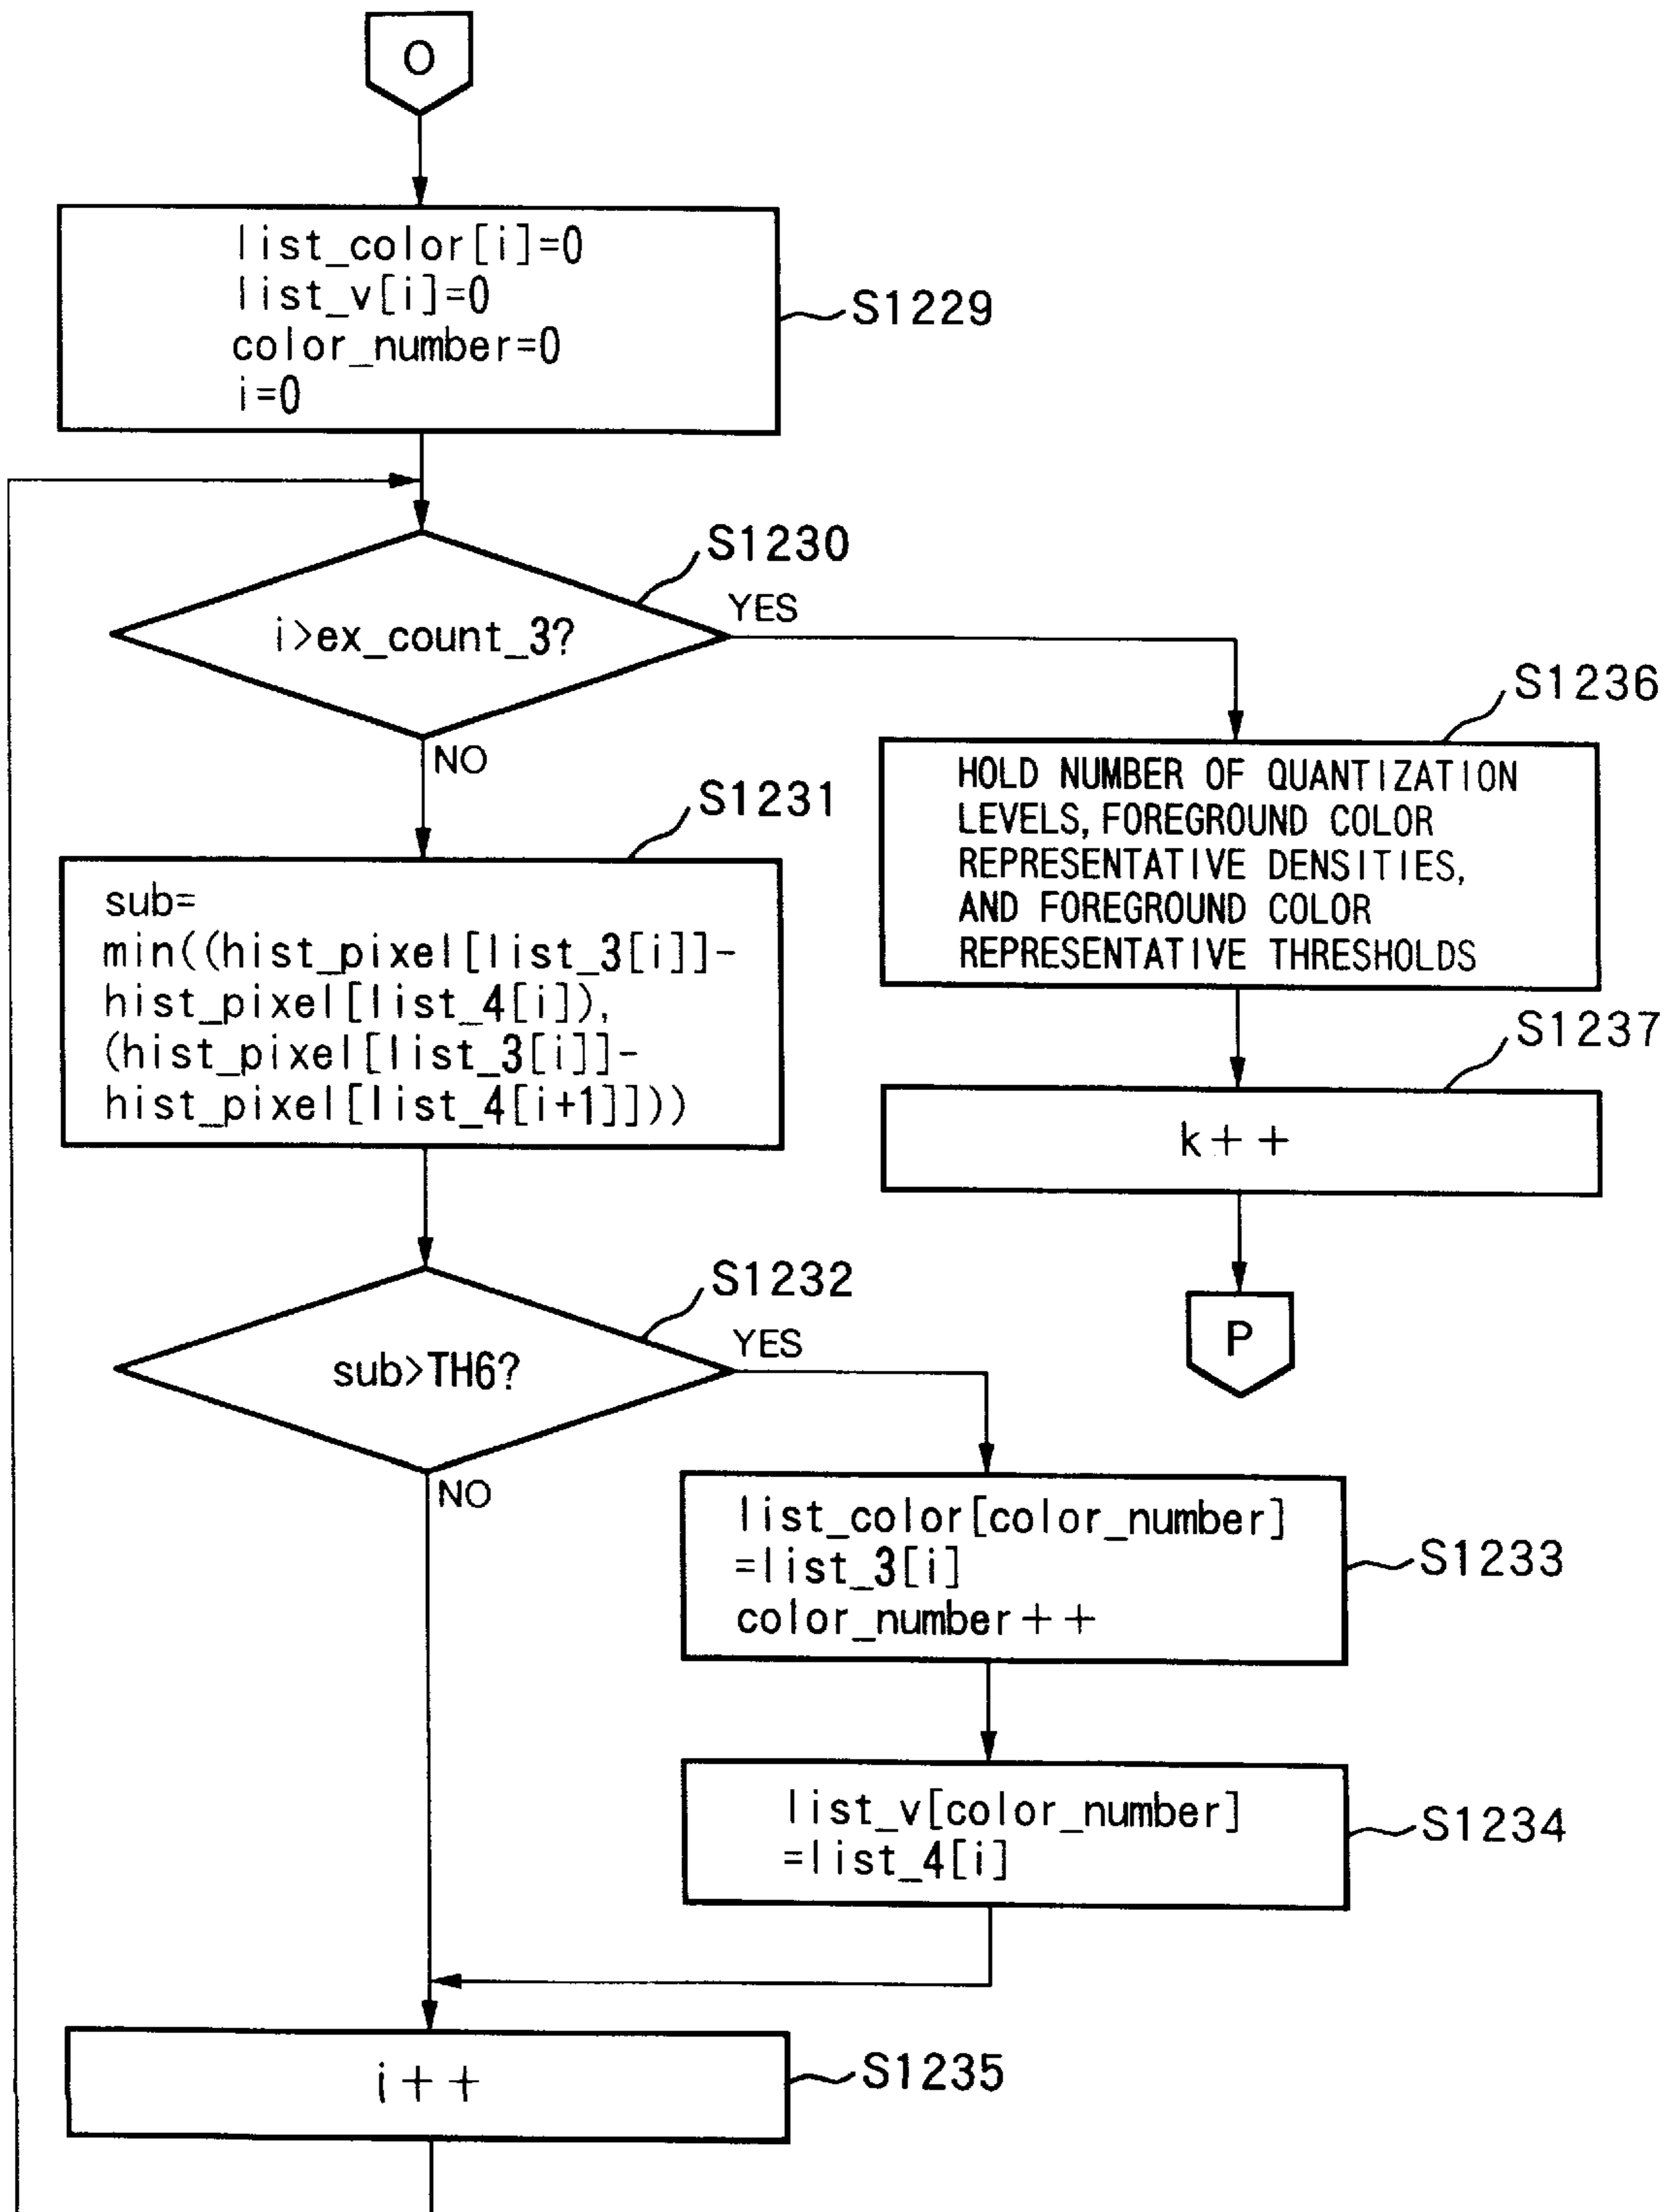 O
list_color[i]=0
list_v[i]=0
color_number=0
i=0
S1229
S1230
i>ex_count_3?
YES
NO
S1236
HOLD NUMBER OF QUANTIZATION
LEVELS, FOREGROUND COLOR
REPRESENTATIVE DENSITIES,
AND FOREGROUND COLOR
REPRESENTATIVE THRESHOLDS
S1231
sub=
min((hist_pixel[list_3[i]]-
hist_pixel[list_4[i]),
(hist_pixel[list_3[i]]-
hist_pixel[list_4[i+1]]))
S1237
k++
P
S1232
sub>TH6?
YES
NO
list_color[color_number]
=list_3[i]
color_number++
S1233
list_v[color_number]
=list_4[i]
S1234
i++
S1235